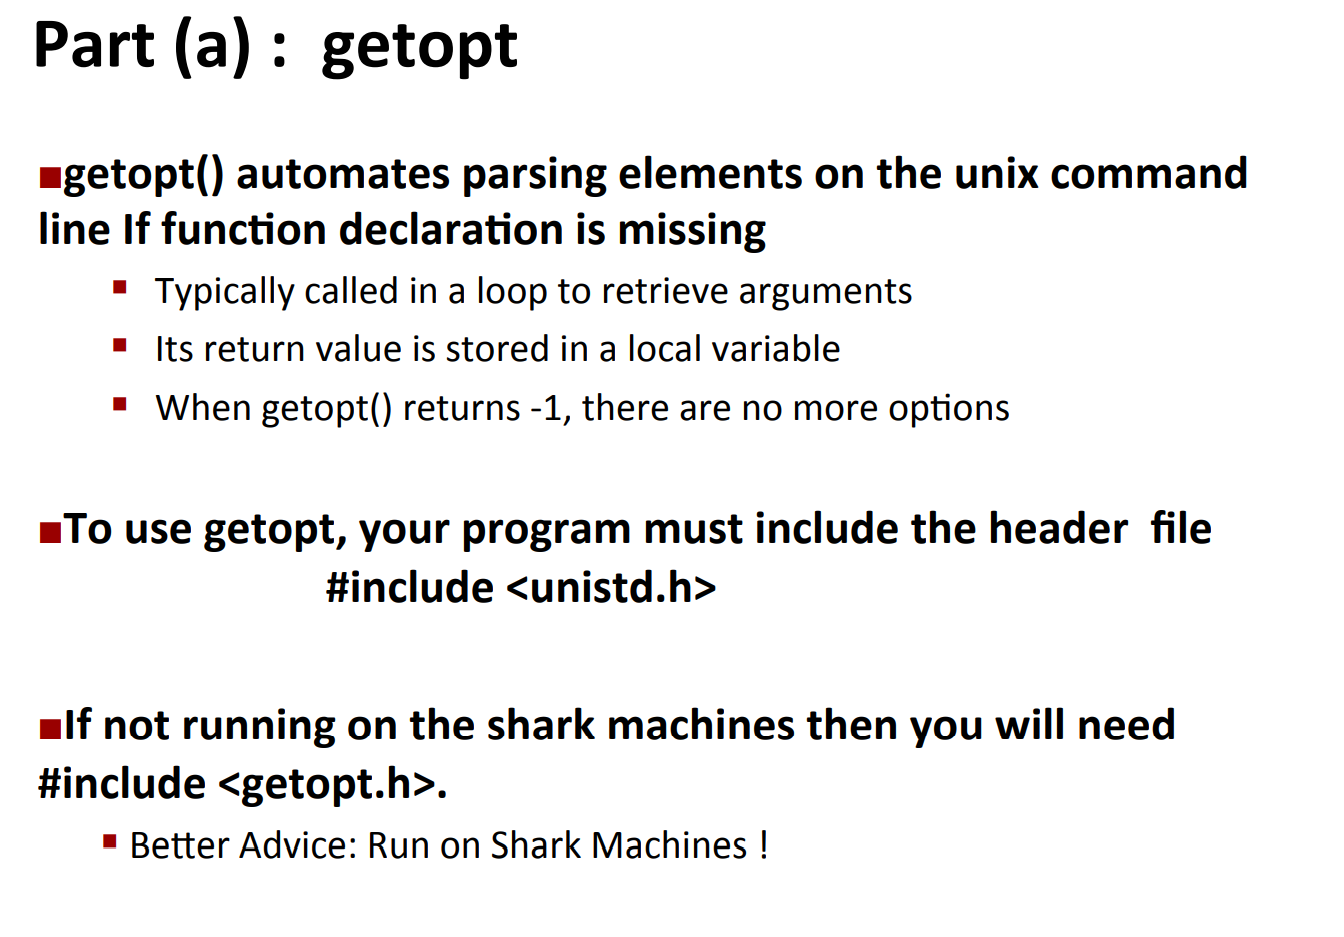 Part (a) : getopt
■getopt() automates parsing elements on the unix command
line If function declaration is missing
▪ Typically called in a loop to retrieve arguments
▪ Its return value is stored in a local variable
▪ When getopt() returns -1, there are no more options
■To use getopt, your program must include the header file
#include <unistd.h>
■If not running on the shark machines then you will need
#include <getopt.h>.
▪ Better Advice: Run on Shark Machines !